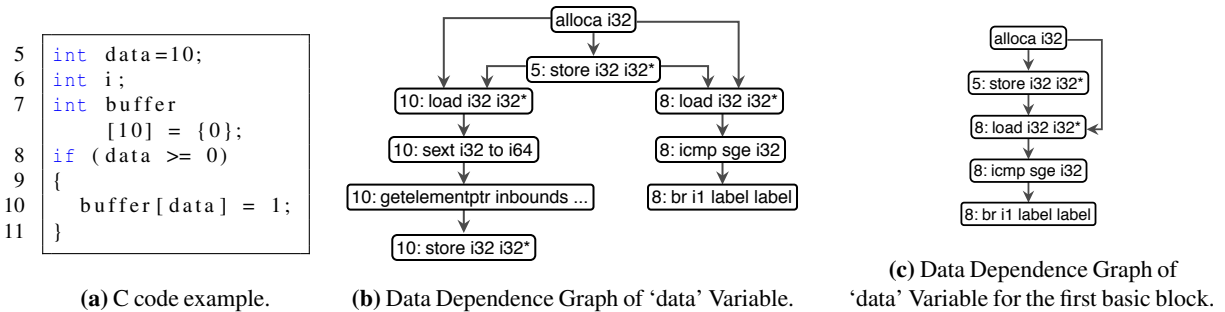 5 int data=10;
6 int i;
7 int buffer
[10] = {0};
8 if (data >= 0)
9 {
10 buffer[data] = 1;
11 }
(a) C code example.
alloca i32
5: store i32 i32*
10: load i32 i32*
8: load i32 i32*
10: sext i32 to i64
8: icmp sge i32
10: getelementptr inbounds ...
8: br i1 label label
10: store i32 i32*
(b) Data Dependence Graph of ‘data’ Variable.
alloca i32
5: store i32 i32*
8: load i32 i32*
8: icmp sge i32
8: br i1 label label
(c) Data Dependence Graph of
‘data’ Variable for the first basic block.